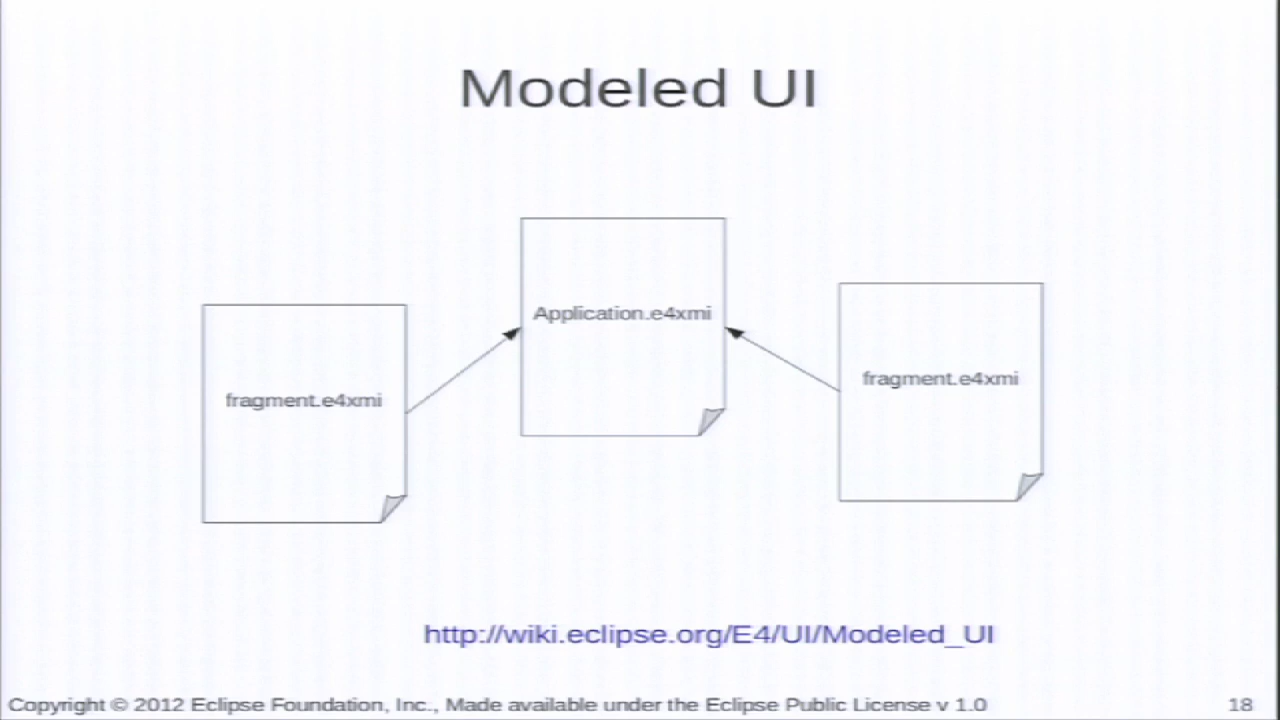 Modeled UI
Application.e4xmi
fragment.e4xmi
fragment.e4xmi
http://wiki.eclipse.org/E4/UI/Modeled_UI
Copyright © 2012 Eclipse Foundation, Inc., Made available under the Eclipse Public License v 1.0
18